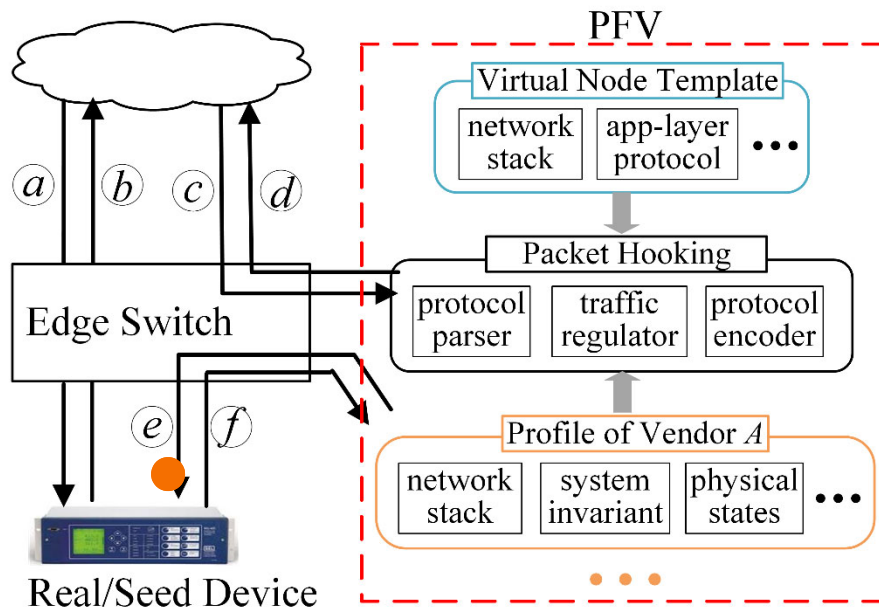 PFV
Virtual Node Template
network
stack
app-layer
protocol
a
b
c
d
Packet Hooking
protocol
parser
traffic
regulator
protocol
encoder
Edge Switch
e
f
Profile of Vendor A
network
stack
system
invariant
physical
states
Real/Seed Device